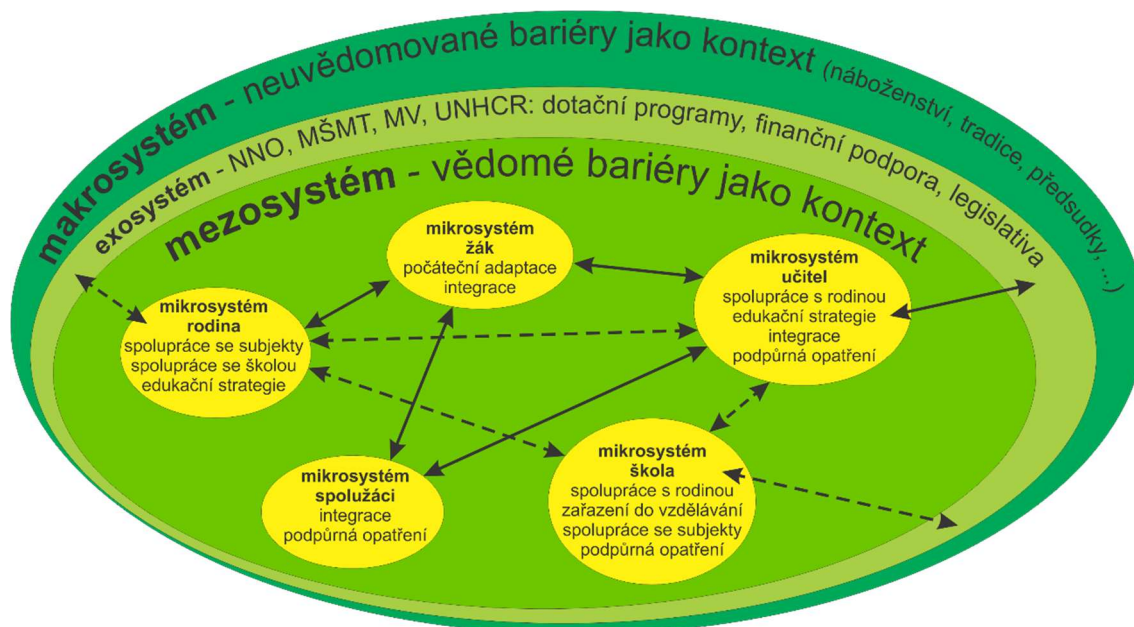 makrosystém - neuvědomované bariéry jako kontext (náboženství, tradice, předsudky, ...)
exosystém - NNO, MŠMT, MV, UNHCR: dotační programy, finanční podpora, legislativa
mezosystém - vědomé bariéry jako kontext
mikrosystém
žák
počáteční adaptace
integrace
mikrosystém
učitel
spolupráce s rodinou
edukační strategie
integrace
podpůrná opatření
mikrosystém
rodina
spolupráce se subjekty
spolupráce se školou
edukační strategie
mikrosystém
spolužáci
integrace
podpůrná opatření
mikrosystém
škola
spolupráce s rodinou
zařazení do vzdělávání
spolupráce se subjekty
podpůrná opatření